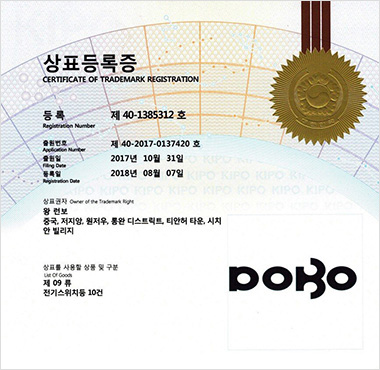 상표등록증
CERTIFICATE OF TRADEMARK REGISTRATION
등 록 제 40-1385312 호
Registration Number
출원번호 제 40-2017-0137420 호
Application Number
출원일 2017년 10월 31일
Filing Date
등록일 2018년 08월 07일
Registration Date
상표권자 Owner of the Trademark Right
왕 런보
중국, 저지앙, 원저우, 룽완 디스트릭트, 티안허 타운, 시치
안 빌리지
상표를 사용할 상품 및 구분
List Of Goods
제 09 류
전기스위치등 10건
KIPO KIPO KIPO KIPO KIPO